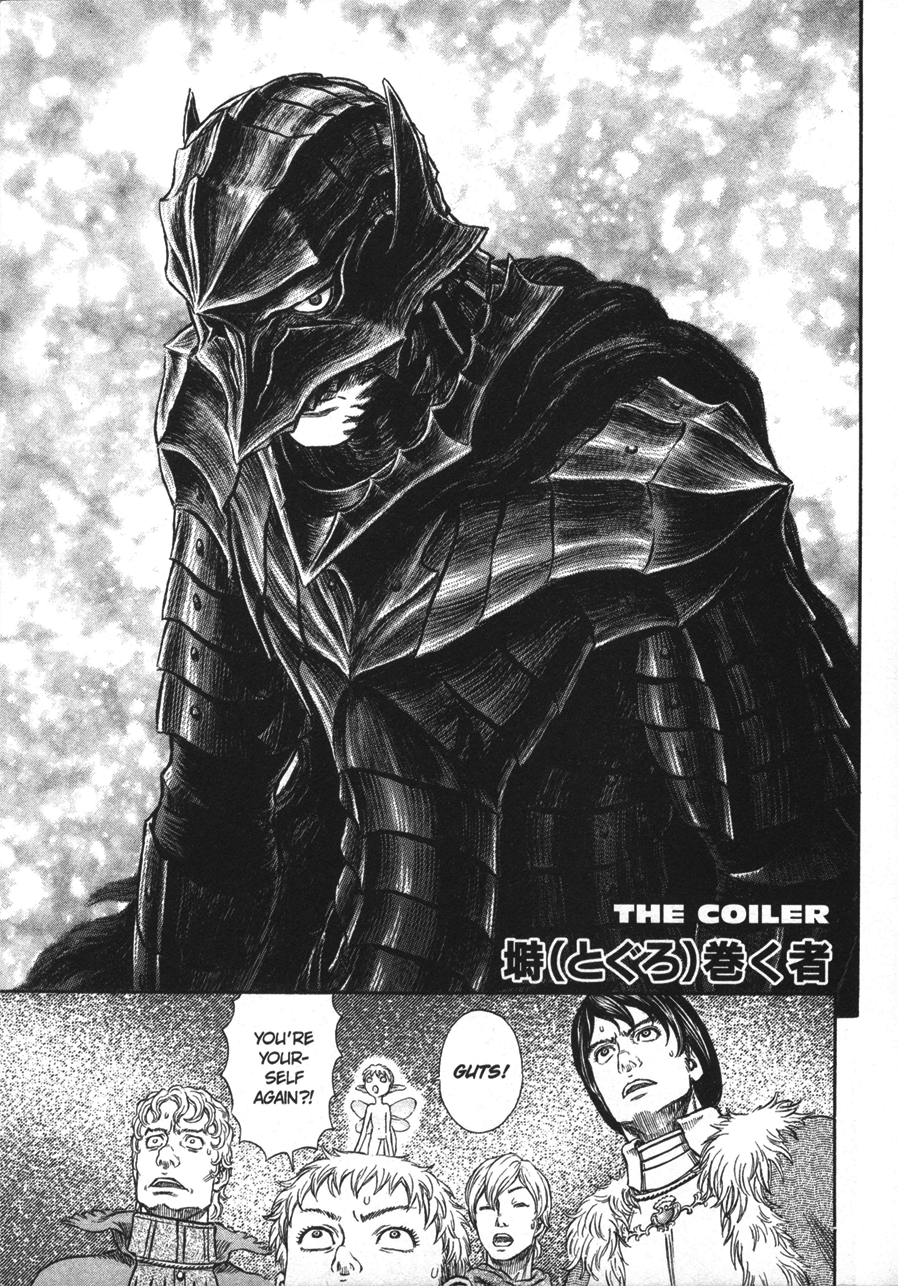 THE COILER
塒(とぐろ)巻く者
GUTS!
YOU'RE
YOUR-
SELF
AGAIN?!